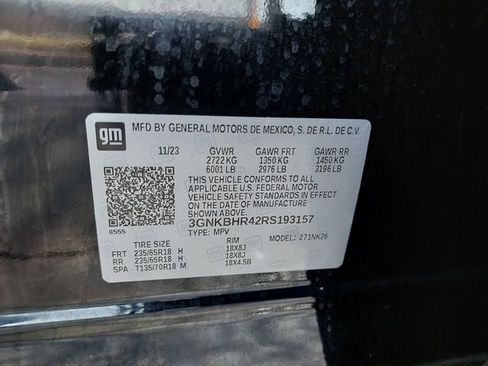 gm
MFD BY GENERAL MOTORS DE MEXICO, S. DE R.L. DE C.V.
11/23 GVWR GAWR FRT GAWR RR
2722 KG 1350 KG 1450 KG
6001 LB 2976 LB 3196 LB
THIS VEHICLE CONFORMS TO ALL
APPLICABLE U.S. FEDERAL MOTOR
VEHICLE SAFETY STANDARDS IN EFFECT
ON THE DATE OF MANUFACTURE SHOWN ABOVE.
3GNKBHR42RS193157
8555 TYPE: MPV MODEL: 271NK26
TIRE SIZE RIM
FRT 235/65R18 H 18X8J
RR 235/65R18 H 18X8J
SPA T135/70R18 M 18X4.5B